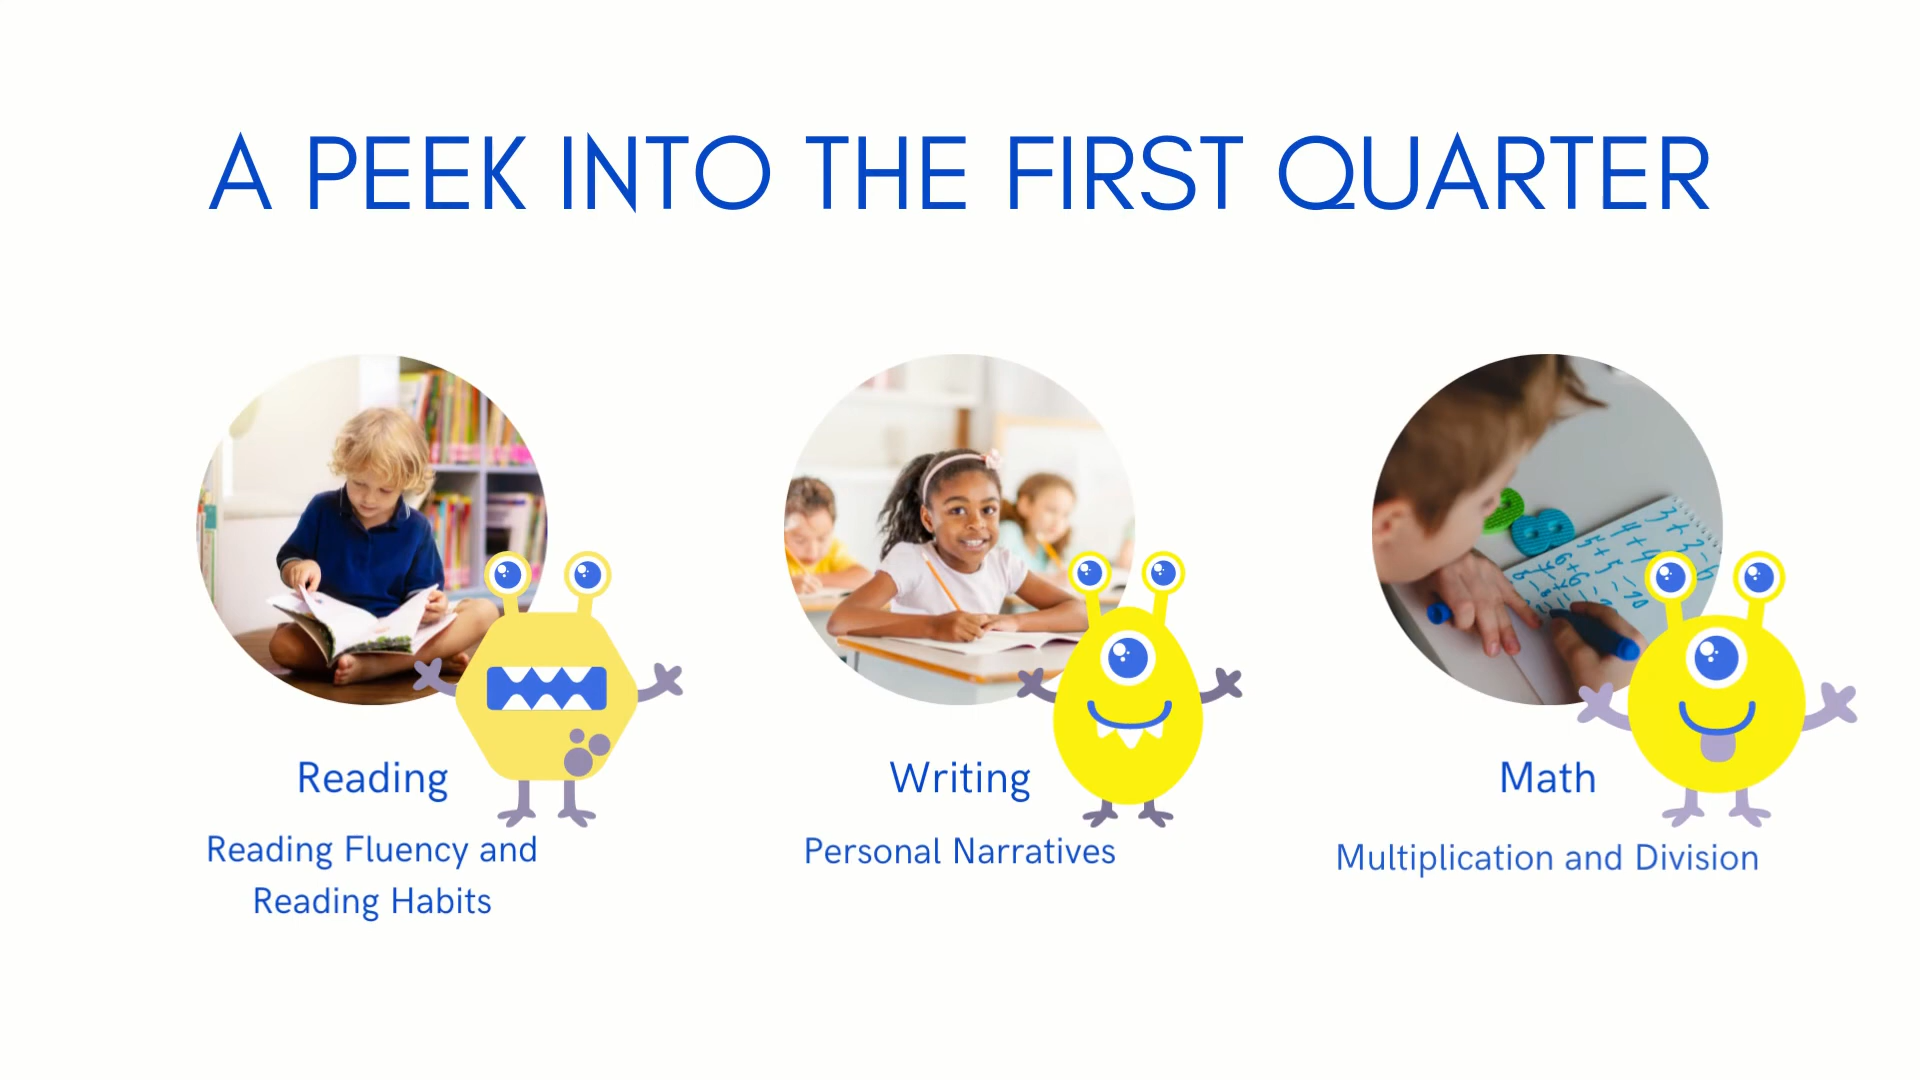 A PEEK INTO THE FIRST QUARTER
Reading
Reading Fluency and
Reading Habits
Writing
Personal Narratives
Math
Multiplication and Division